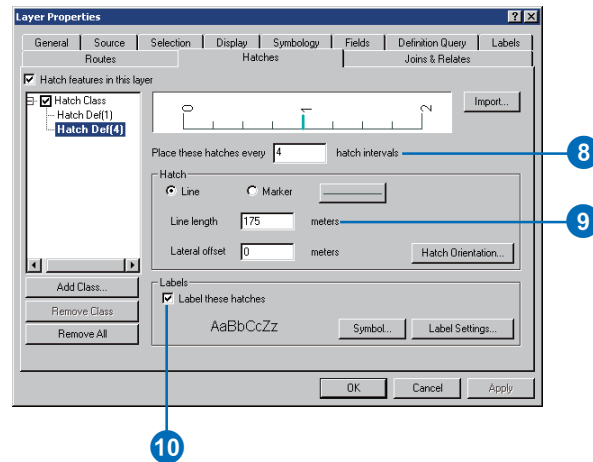 Layer Properties
General Source Selection Display Symbology Fields Definition Query Labels
Routes Hatches Joins & Relates
Hatch features in this layer
Hatch Class
Hatch Def(1)
Hatch Def(4)
0 1 2
Import...
Place these hatches every 4 hatch intervals
8
Hatch
Line Marker
Line length 175 meters
9
Lateral offset 0 meters
Hatch Orientation...
Add Class...
Remove Class
Remove All
Labels
Label these hatches
AaBbCcZz
Symbol...
Label Settings...
OK Cancel Apply
10